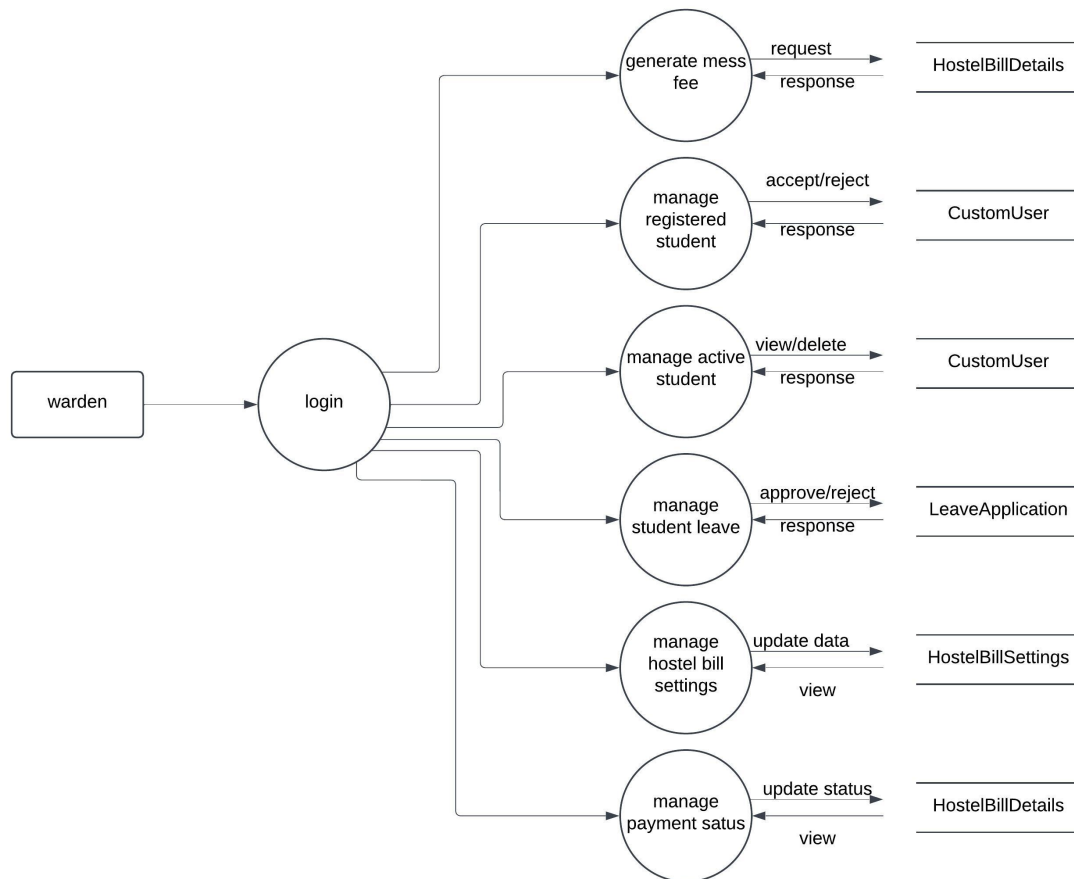 warden
login
generate mess
fee
request
response
HostelBillDetails
manage
registered
student
accept/reject
response
CustomUser
manage active
student
view/delete
response
CustomUser
manage
student leave
approve/reject
response
LeaveApplication
manage
hostel bill
settings
update data
view
HostelBillSettings
manage
payment satus
update status
view
HostelBillDetails